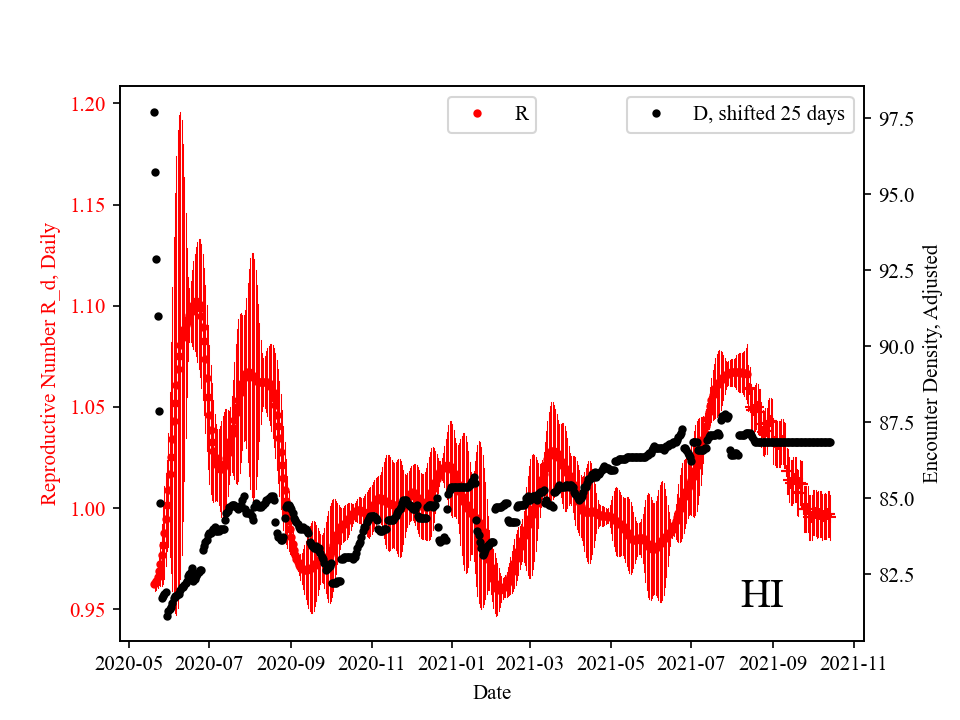 R
D, shifted 25 days
1.20
1.15
1.10
1.05
1.00
0.95
Reproductive Number R_d, Daily
97.5
95.0
92.5
90.0
87.5
85.0
82.5
Encounter Density, Adjusted
HI
2020-05 2020-07 2020-09 2020-11 2021-01 2021-03 2021-05 2021-07 2021-09 2021-11
Date